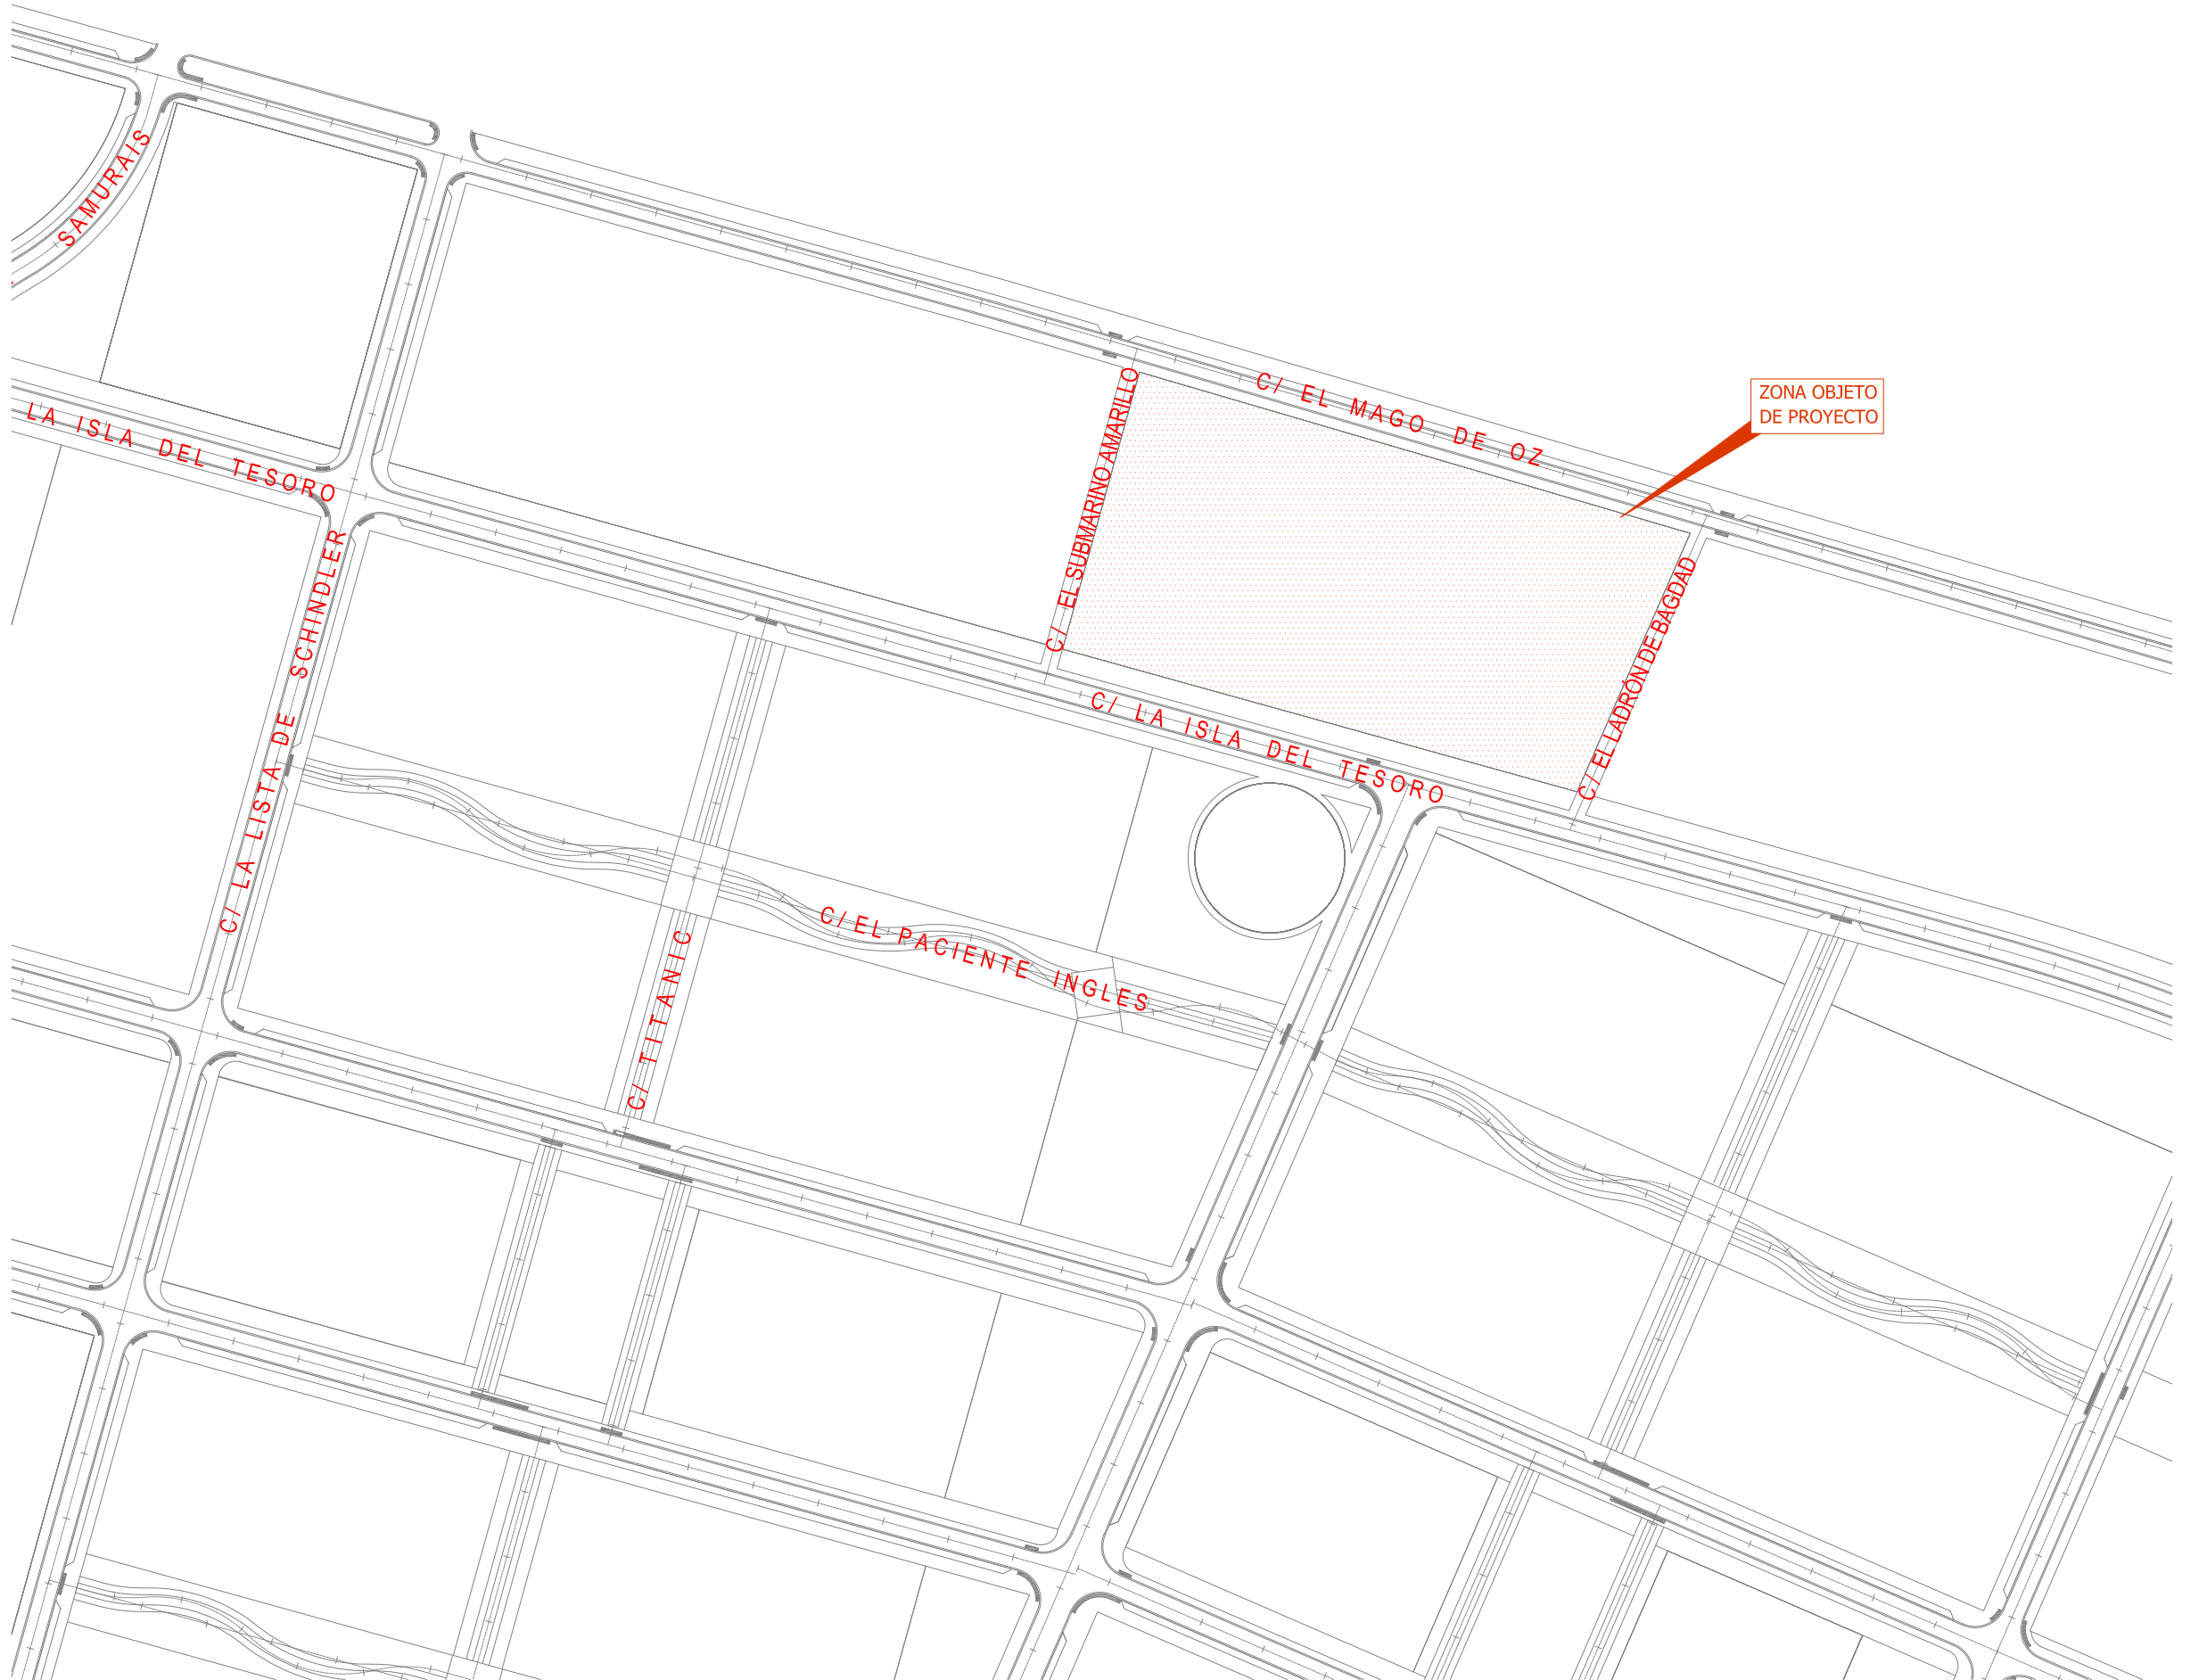 SAMURAIS
LA ISLA DEL TESORO
C/ LA LISTA DE SCHINDLER
C/ EL MAGO DE OZ
ZONA OBJETO
DE PROYECTO
C/ EL SUBMARINO AMARILLO
C/ EL LADRÓN DE BAGDAD
C/ LA ISLA DEL TESORO
C/ EL PACIENTE INGLES
C/ TITANIC